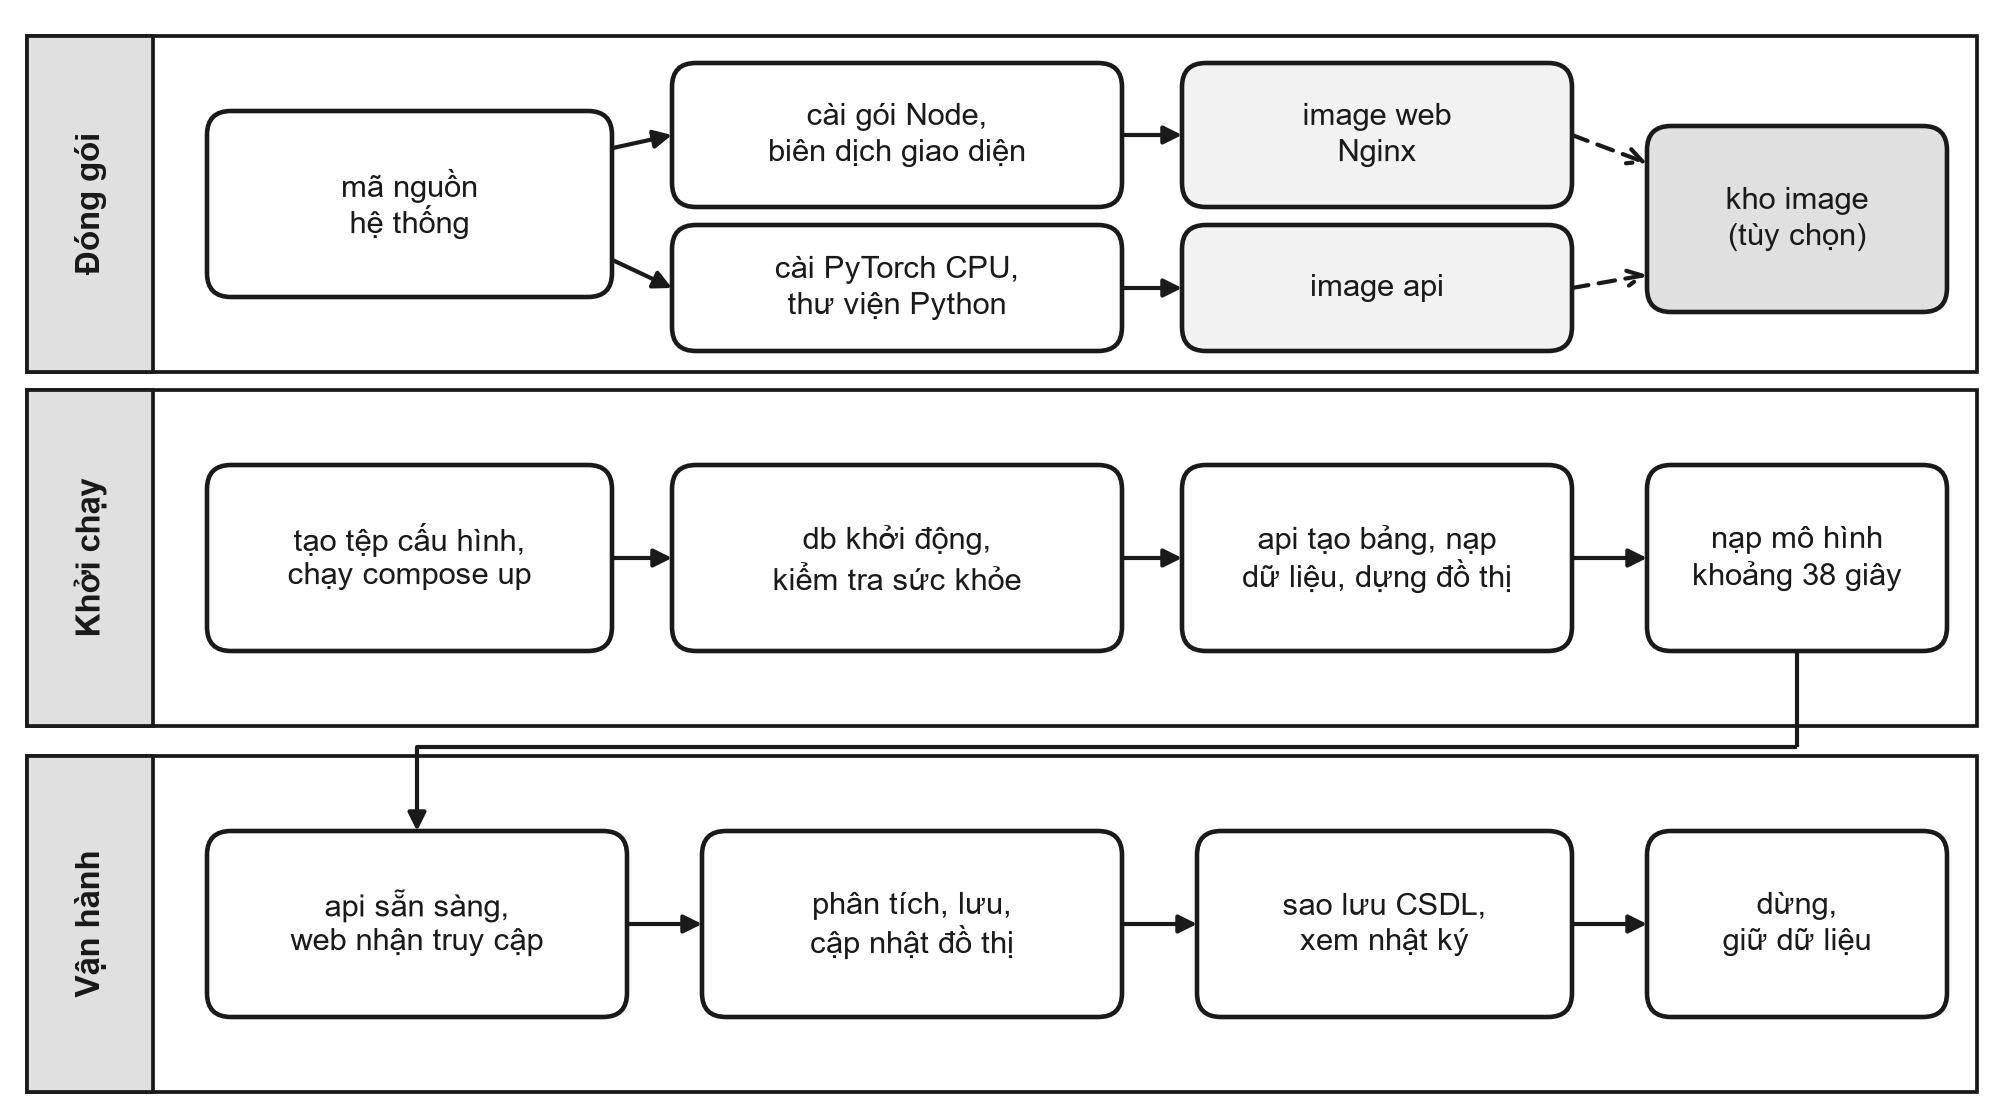 Đóng gói
mã nguồn
hệ thống
cài gói Node,
biên dịch giao diện
image web
Nginx
cài PyTorch CPU,
thư viện Python
image api
kho image
(tùy chọn)
Khởi chạy
tạo tệp cấu hình,
chạy compose up
db khởi động,
kiểm tra sức khỏe
api tạo bảng, nạp
dữ liệu, dựng đồ thị
nạp mô hình
khoảng 38 giây
Vận hành
api sẵn sàng,
web nhận truy cập
phân tích, lưu,
cập nhật đồ thị
sao lưu CSDL,
xem nhật ký
dừng,
giữ dữ liệu